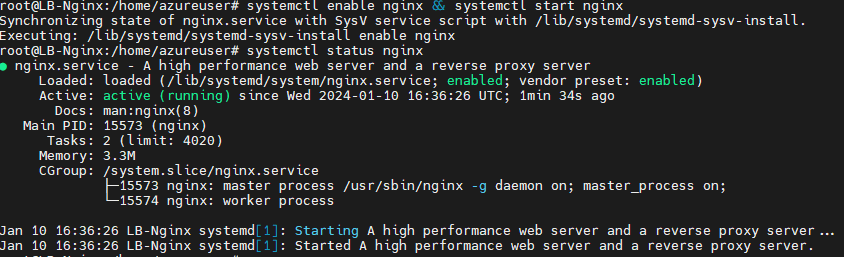 root@LB-Nginx:/home/azureuser# systemctl enable nginx && systemctl start nginx
Synchronizing state of nginx.service with SysV service script with /lib/systemd/systemd-sysv-install.
Executing: /lib/systemd/systemd-sysv-install enable nginx
root@LB-Nginx:/home/azureuser# systemctl status nginx
● nginx.service - A high performance web server and a reverse proxy server
Loaded: loaded (/lib/systemd/system/nginx.service; enabled; vendor preset: enabled)
Active: active (running) since Wed 2024-01-10 16:36:26 UTC; 1min 34s ago
Docs: man:nginx(8)
Main PID: 15573 (nginx)
Tasks: 2 (limit: 4020)
Memory: 3.3M
CGroup: /system.slice/nginx.service
├─15573 nginx: master process /usr/sbin/nginx -g daemon on; master_process on;
└─15574 nginx: worker process
Jan 10 16:36:26 LB-Nginx systemd[1]: Starting A high performance web server and a reverse proxy server...
Jan 10 16:36:26 LB-Nginx systemd[1]: Started A high performance web server and a reverse proxy server.